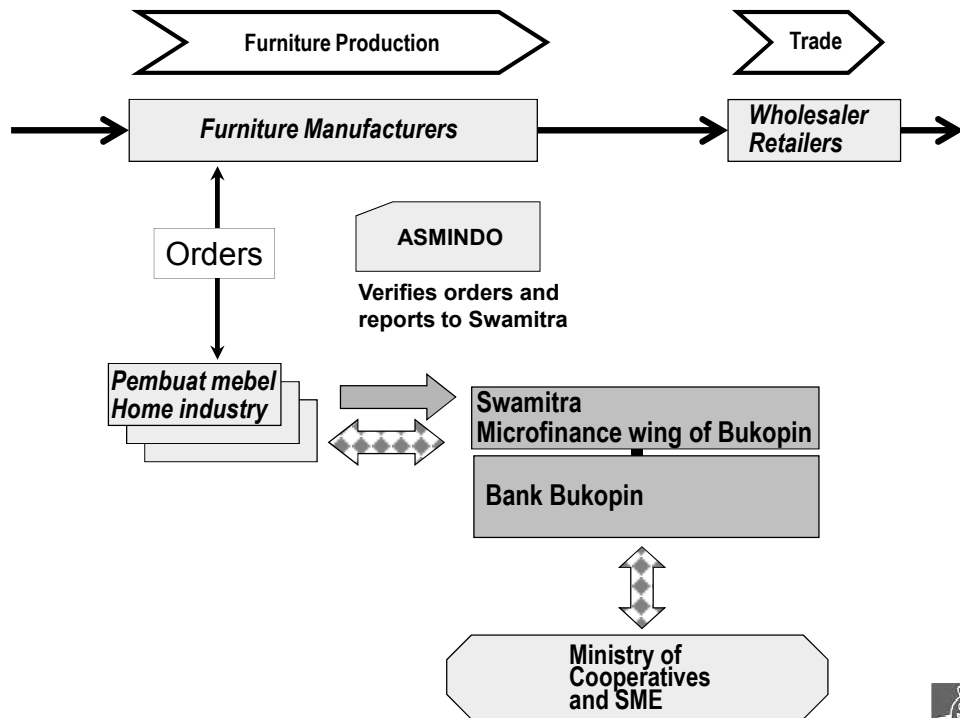 Furniture Production
Trade
Furniture Manufacturers
Wholesaler
Retailers
Orders
ASMINDO
Verifies orders and
reports to Swamitra
Pembuat mebel
Home industry
Swamitra
Microfinance wing of Bukopin
Bank Bukopin
Ministry of
Cooperatives
and SME